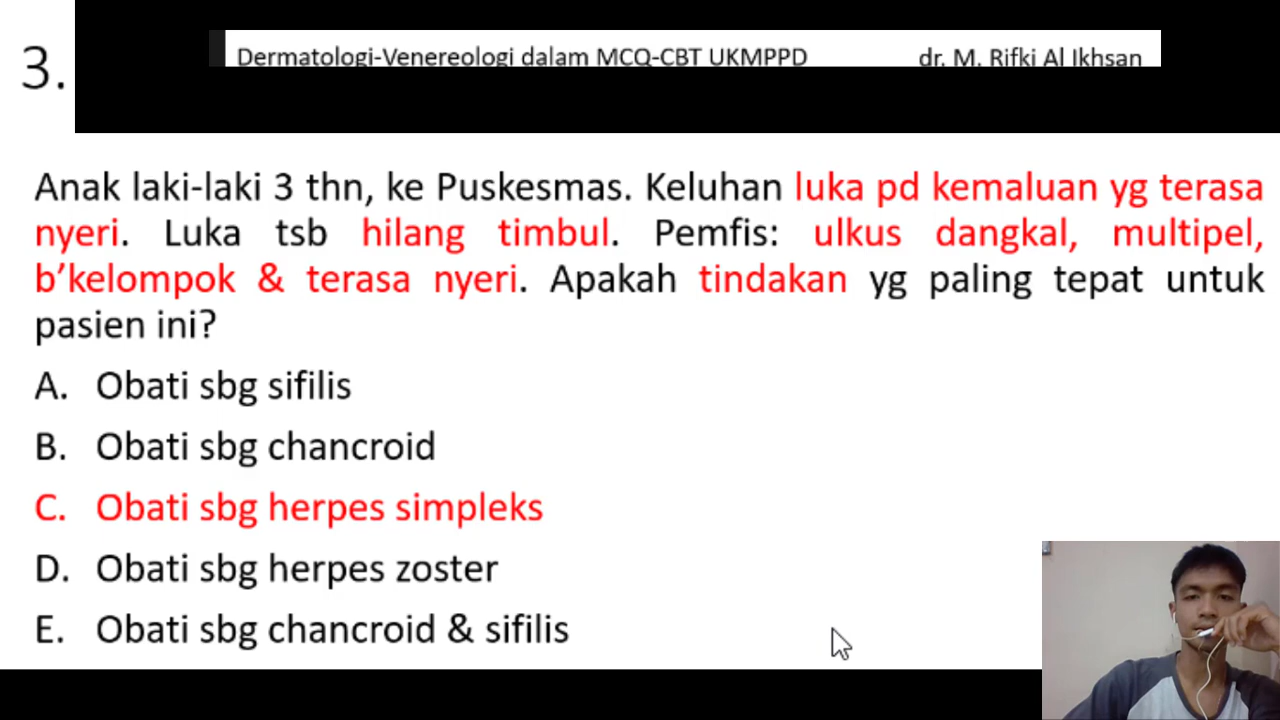 3.
Dermatologi-Venereologi dalam MCQ-CBT UKMPPD dr. M. Rifki Al Ikhsan
Anak laki-laki 3 thn, ke Puskesmas. Keluhan luka pd kemaluan yg terasa
nyeri. Luka tsb hilang timbul. Pemfis: ulkus dangkal, multipel,
b’kelompok & terasa nyeri. Apakah tindakan yg paling tepat untuk
pasien ini?
A. Obati sbg sifilis
B. Obati sbg chancroid
C. Obati sbg herpes simpleks
D. Obati sbg herpes zoster
E. Obati sbg chancroid & sifilis